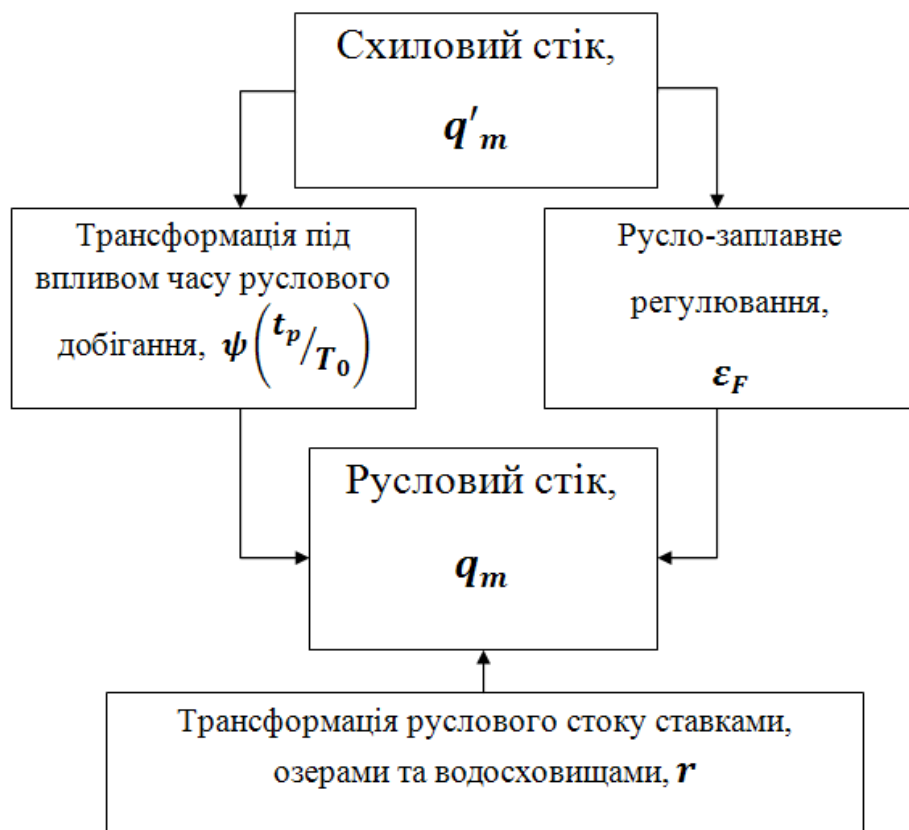 Схиловий стік,
q′m
Трансформація під
впливом часу руслового
добігання, ψ(tp/T0)
Русло-заплавне
регулювання,
εF
Русловий стік,
qm
Трансформація руслового стоку ставками,
озерами та водосховищами, r